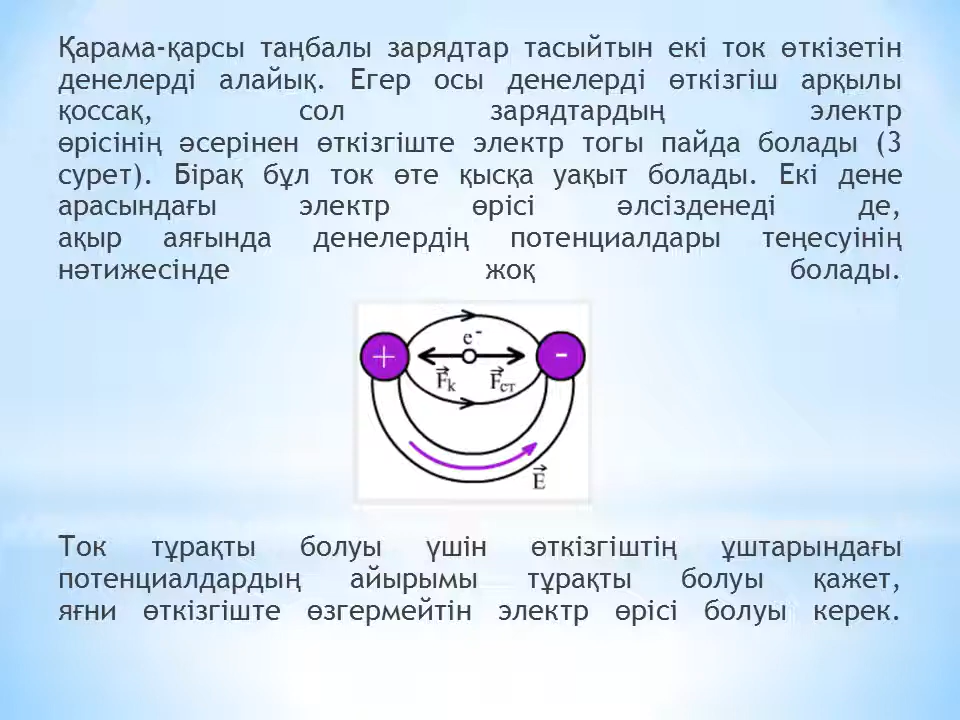 Қарама-қарсы таңбалы зарядтар тасыйтын екі ток өткізетін
денелерді алайық. Егер осы денелерді өткізгіш арқылы
қоссақ, сол зарядтардың электр
өрісінің әсерінен өткізгіште электр тогы пайда болады (3
сурет). Бірақ бұл ток өте қысқа уақыт болады. Екі дене
арасындағы электр өрісі әлсізденеді де,
ақыр аяғында денелердің потенциалдары теңесуінің
нәтижесінде жоқ болады.
e-
+ -
F⃗k F⃗ст
E⃗
Ток тұрақты болуы үшін өткізгіштің ұштарындағы
потенциалдардың айырымы тұрақты болуы қажет,
яғни өткізгіште өзгермейтін электр өрісі болуы керек.